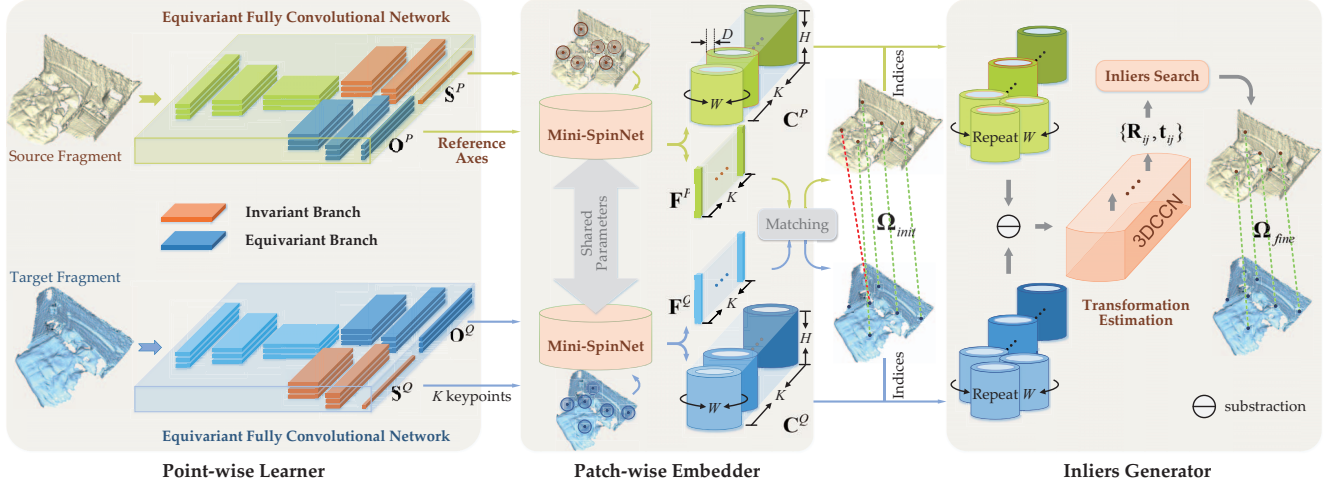 Equivariant Fully Convolutional Network
Source Fragment
S^P
O^P
Reference
Axes
Invariant Branch
Equivariant Branch
Target Fragment
O^Q
S^Q
K keypoints
Equivariant Fully Convolutional Network
Point-wise Learner
Mini-SpinNet
Shared
Parameters
Mini-SpinNet
D
H
W
K
C^P
F^P
K
Matching
F^Q
K
H
W
K
C^Q
Patch-wise Embedder
Indices
Ω_init
Indices
Repeat W
Inliers Search
{R_ij, t_ij}
3DCCN
Transformation
Estimation
Ω_fine
Repeat W
substraction
Inliers Generator